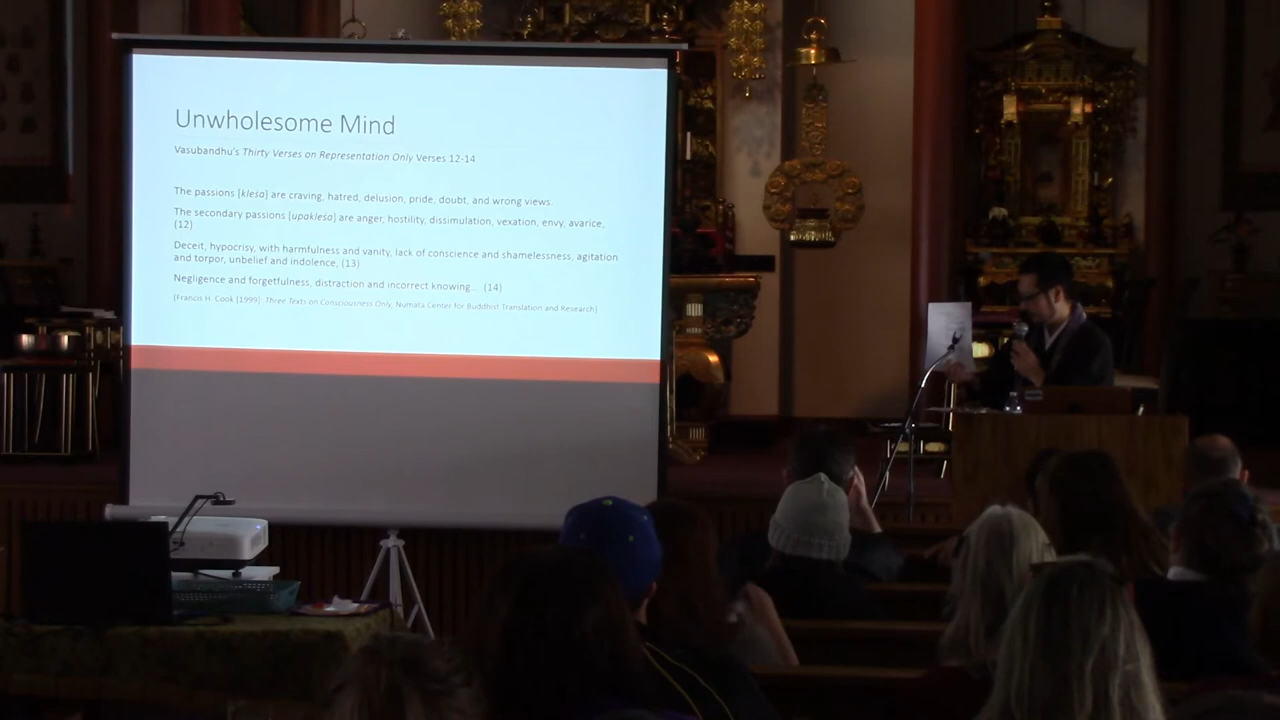 Unwholesome Mind
Vasubandhu's Thirty Verses on Representation Only Verses 12-14
The passions [kleśa] are craving, hatred, delusion, pride, doubt, and wrong views.
The secondary passions [upakleśa] are anger, hostility, dissimulation, vexation, envy, avarice,
(12)
Deceit, hypocrisy, with harmfulness and vanity, lack of conscience and shamelessness, agitation
and torpor, unbelief and indolence, (13)
Negligence and forgetfulness, distraction and incorrect knowing... (14)
(Francis H. Cook [1999]: Three Texts on Consciousness Only, Numata Center for Buddhist Translation and Research)